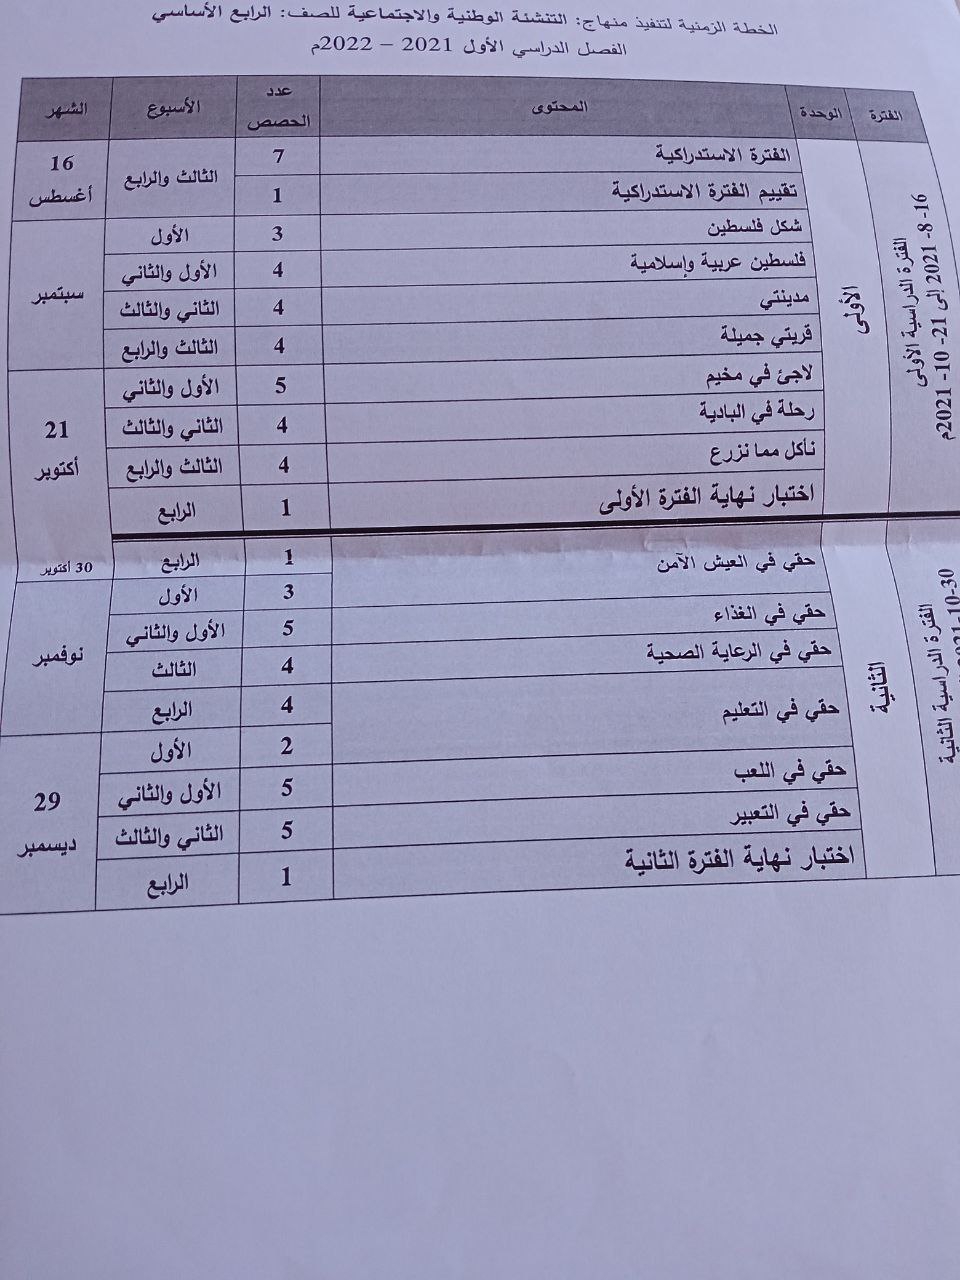 الخطة الزمنية لتنفيذ منهاج: التنشئة الوطنية والاجتماعية للصف: الرابع الأساسي
الفصل الدراسي الأول 2021 – 2022م
الفترة الوحدة المحتوى عدد الحصص الأسبوع الشهر
الفترة الدراسية الأولى
16- 8- 2021 إلى 21- 10- 2021م
الأولى
الفترة الاستدراكية 7 الثالث والرابع 16 أغسطس
تقييم الفترة الاستدراكية 1
شكل فلسطين 3 الأول سبتمبر
فلسطين عربية وإسلامية 4 الأول والثاني
مدينتي 4 الثاني والثالث
قريتي جميلة 4 الثالث والرابع
لاجئ في مخيم 5 الأول والثاني 21 أكتوبر
رحلة في البادية 4 الثاني والثالث
نأكل مما نزرع 4 الثالث والرابع
اختبار نهاية الفترة الأولى 1 الرابع
الفترة الدراسية الثانية
30-10-2021
الثانية
حقي في العيش الآمن 1 الرابع 30 أكتوبر
3 الأول نوفمبر
حقي في الغذاء 5 الأول والثاني
حقي في الرعاية الصحية 4 الثالث
حقي في التعليم 4 الرابع
2 الأول 29 ديسمبر
حقي في اللعب 5 الأول والثاني
حقي في التعبير 5 الثاني والثالث
اختبار نهاية الفترة الثانية 1 الرابع